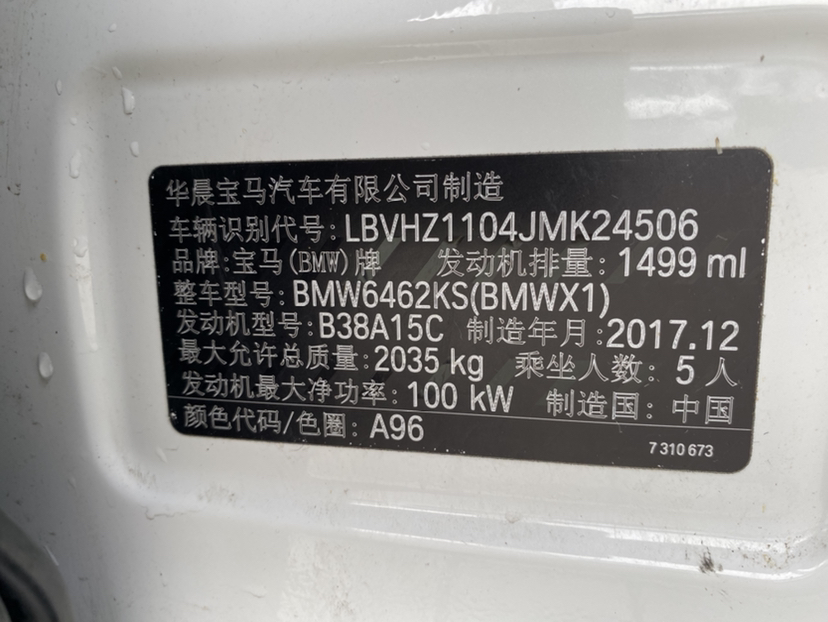 华晨宝马汽车有限公司制造
车辆识别代号: LBVHZ1104JMK24506
品牌: 宝马(BMW)牌 发动机排量: 1499 ml
整车型号: BMW6462KS(BMWX1)
发动机型号: B38A15C 制造年月: 2017.12
最大允许总质量: 2035 kg 乘坐人数: 5 人
发动机最大净功率: 100 kW 制造国: 中国
颜色代码/色圈: A96
7 310 673